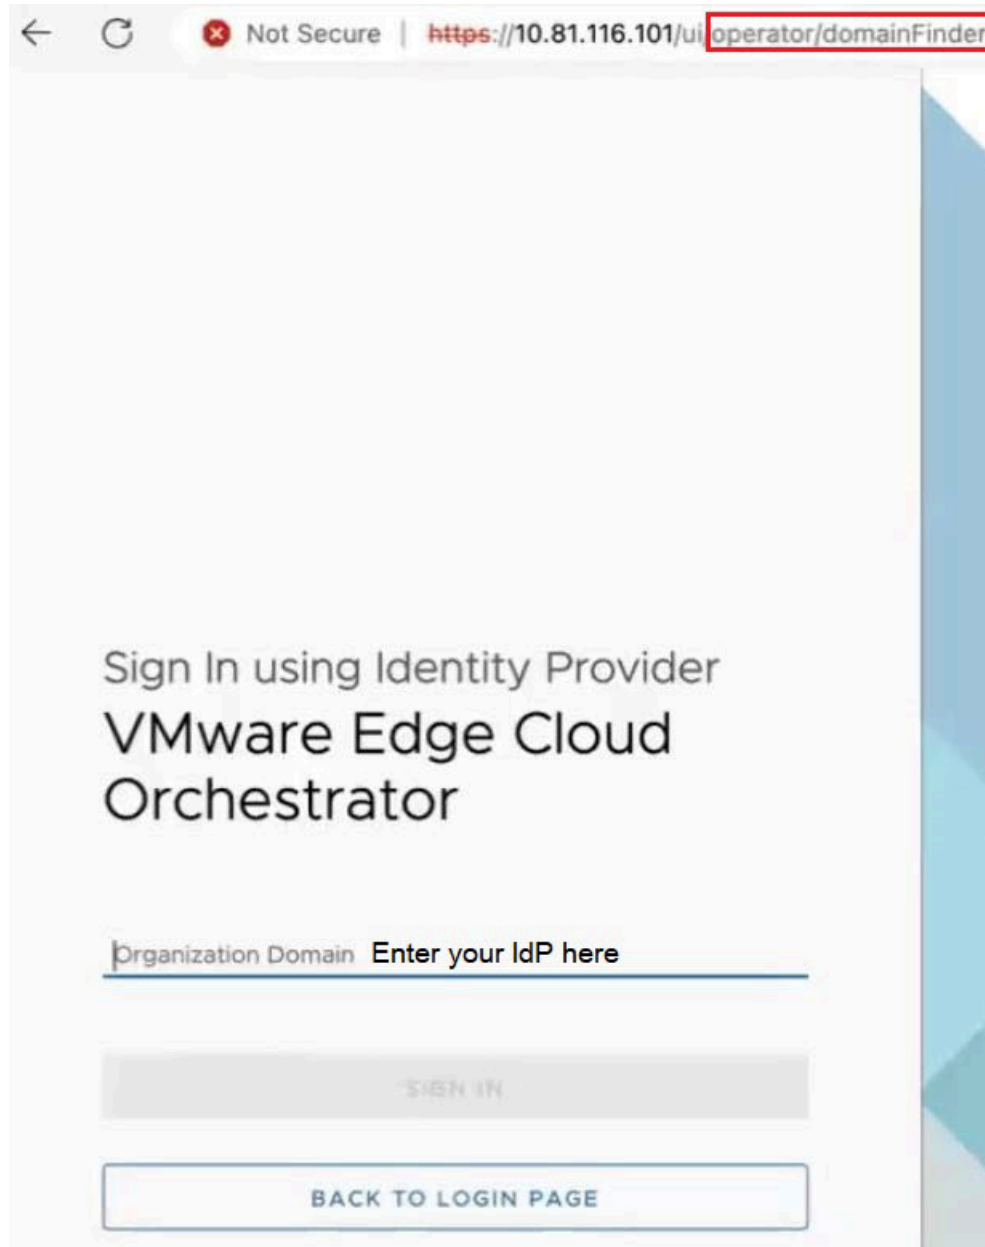 Not Secure | https://10.81.116.101/ui/operator/domainFinder
Sign In using Identity Provider
VMware Edge Cloud
Orchestrator
Organization Domain Enter your IdP here
SIGN IN
BACK TO LOGIN PAGE